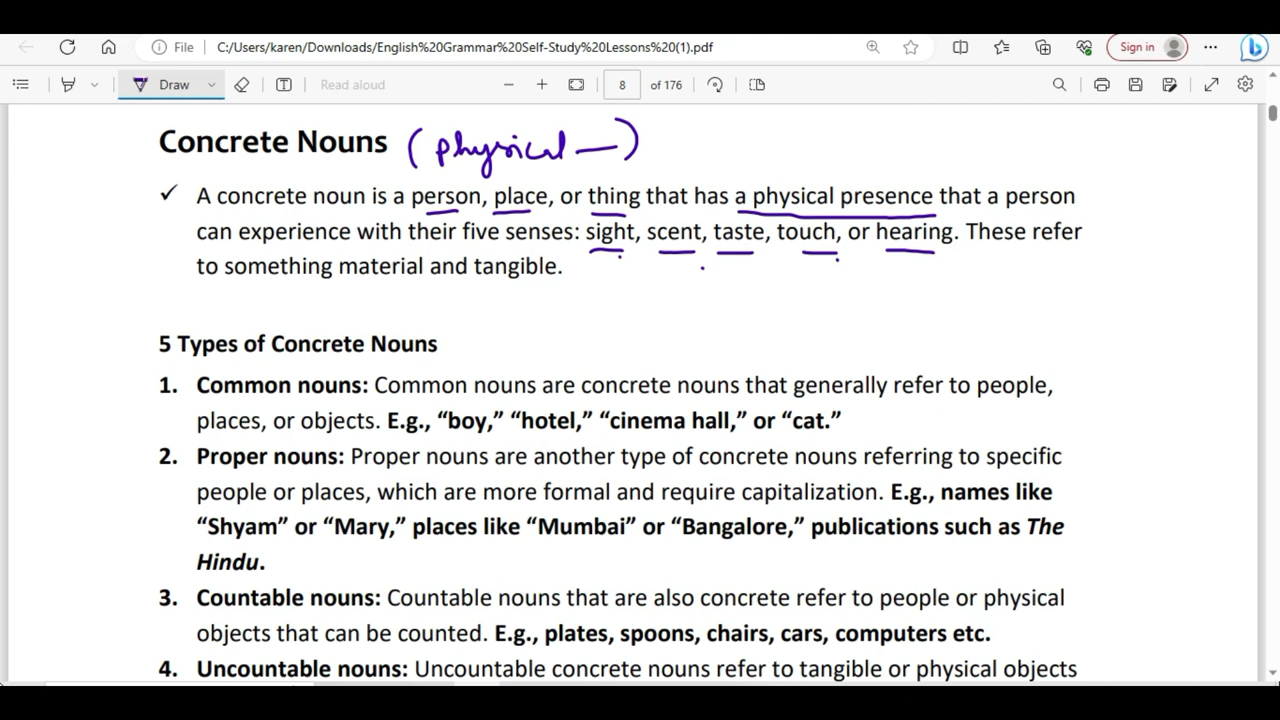 File C:/Users/karen/Downloads/English%20Grammar%20Self-Study%20Lessons%20(1).pdf Sign in
Draw Read aloud 8 of 176
Concrete Nouns (physical —)
✓ A concrete noun is a person, place, or thing that has a physical presence that a person
can experience with their five senses: sight, scent, taste, touch, or hearing. These refer
to something material and tangible.
5 Types of Concrete Nouns
1. Common nouns: Common nouns are concrete nouns that generally refer to people,
places, or objects. E.g., “boy,” “hotel,” “cinema hall,” or “cat.”
2. Proper nouns: Proper nouns are another type of concrete nouns referring to specific
people or places, which are more formal and require capitalization. E.g., names like
“Shyam” or “Mary,” places like “Mumbai” or “Bangalore,” publications such as The
Hindu.
3. Countable nouns: Countable nouns that are also concrete refer to people or physical
objects that can be counted. E.g., plates, spoons, chairs, cars, computers etc.
4. Uncountable nouns: Uncountable concrete nouns refer to tangible or physical objects